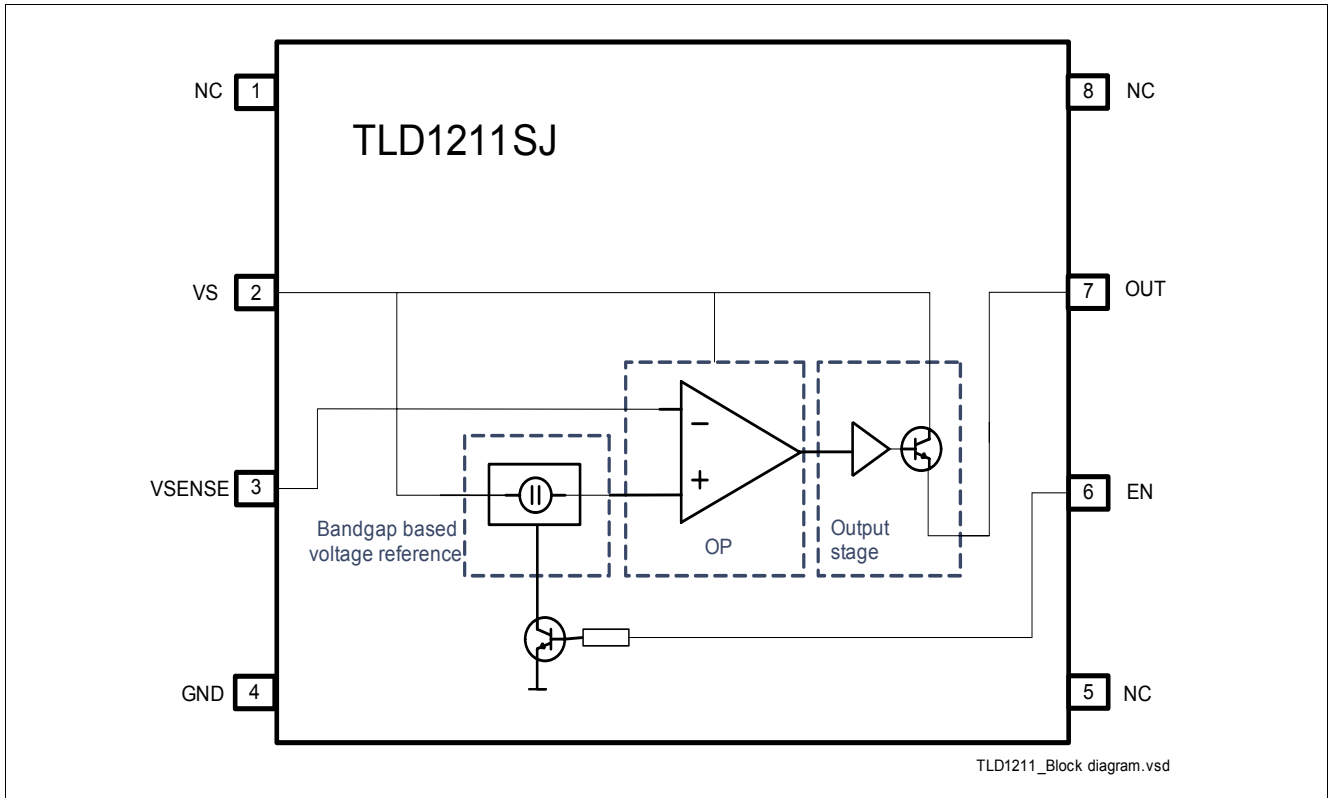 NC 1
8 NC
TLD1211SJ
VS 2
7 OUT
−
VSENSE 3
6 EN
+
Bandgap based
voltage reference
OP
Output
stage
GND 4
5 NC
TLD1211_Block diagram.vsd